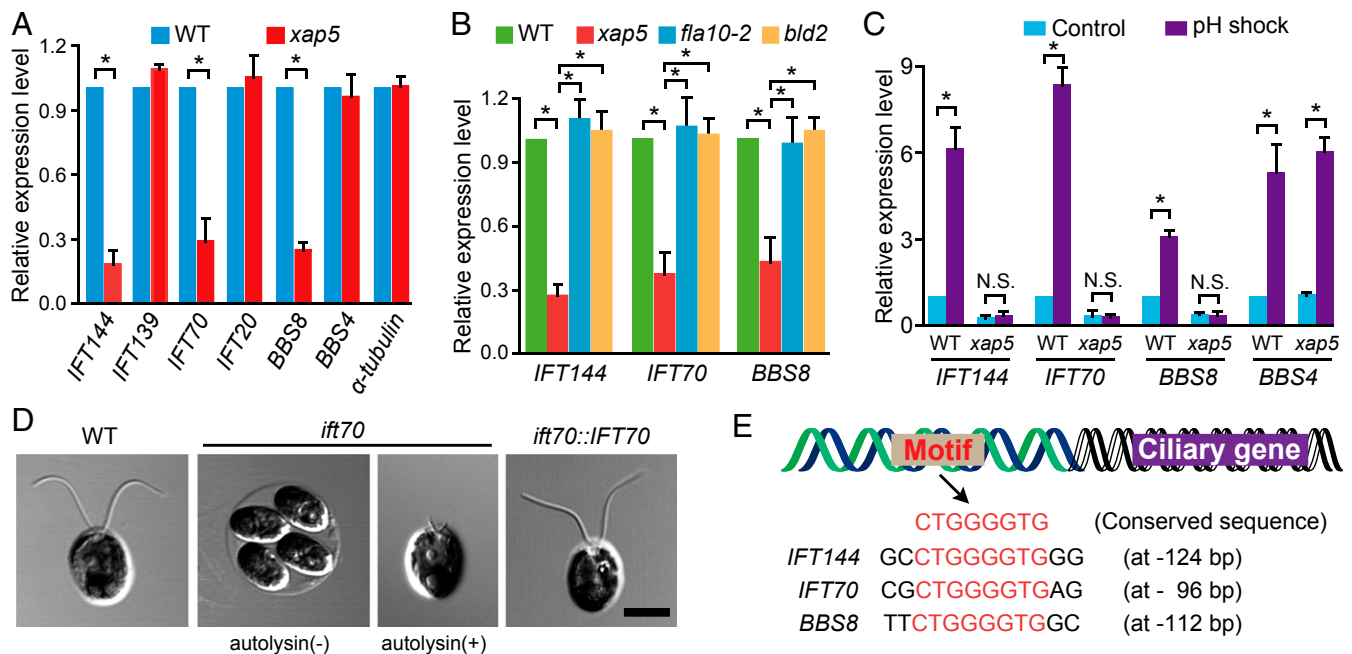 A
WT xap5
Relative expression level
1.2
0.9
0.6
0.3
0.0
* * *
IFT144 IFT139 IFT70 IFT20 BBS8 BBS4 α-tubulin
B
WT xap5 fla10-2 bld2
Relative expression level
1.2
0.9
0.6
0.3
0.0
* * * * * * * * *
IFT144 IFT70 BBS8
C
Control pH shock
Relative expression level
9
6
3
0
* N.S. * N.S. * N.S. * *
WT xap5 WT xap5 WT xap5 WT xap5
IFT144 IFT70 BBS8 BBS4
D
WT ift70 ift70::IFT70
autolysin(-) autolysin(+)
E
Motif Ciliary gene
CTGGGGTG (Conserved sequence)
IFT144 GCCTGGGGTGGG (at -124 bp)
IFT70 CGCTGGGGTGAG (at - 96 bp)
BBS8 TTCTGGGGTGGC (at -112 bp)